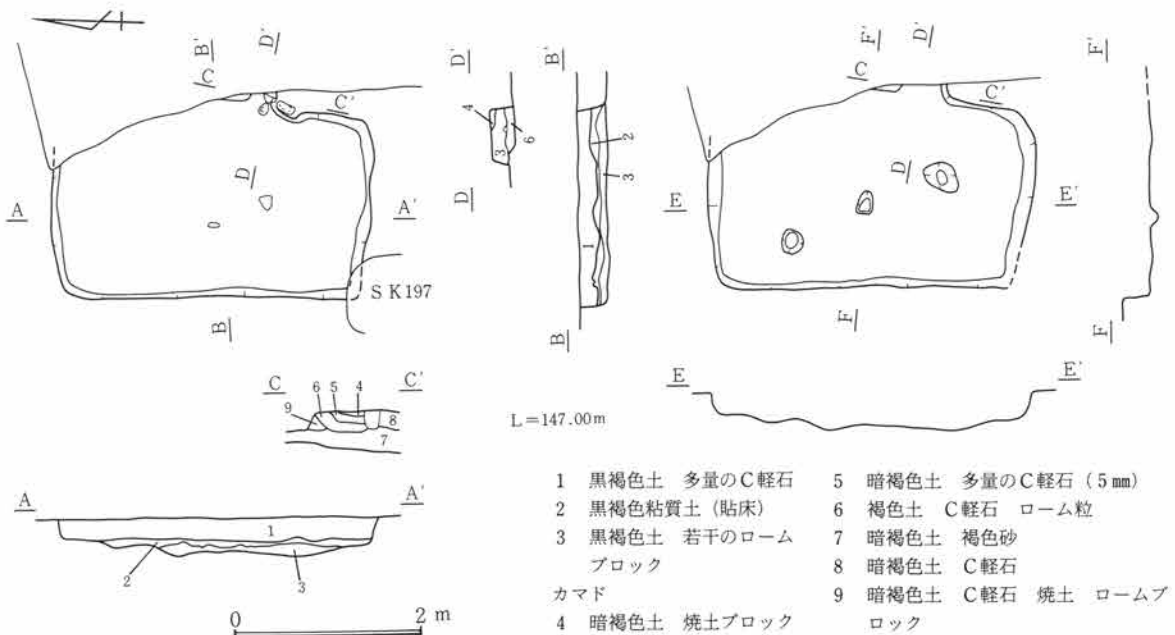 D'
B'
C
C'
D
A
A'
SK197
B
D'
4
3
6
D
B'
2
3
1
B
F'
D'
C
C'
D
E
E'
F
F'
F
E
E'
C
C'
6 5 4
9
8
7
L=147.00m
A
A'
1
2
3
0 2 m
1 黒褐色土 多量のC軽石
2 黒褐色粘質土(貼床)
3 黒褐色土 若干のローム
ブロック
カマド
4 暗褐色土 焼土ブロック
5 暗褐色土 多量のC軽石(5㎜)
6 褐色土 C軽石 ローム粒
7 暗褐色土 褐色砂
8 暗褐色土 C軽石
9 暗褐色土 C軽石 焼土 ロームブ
ロック